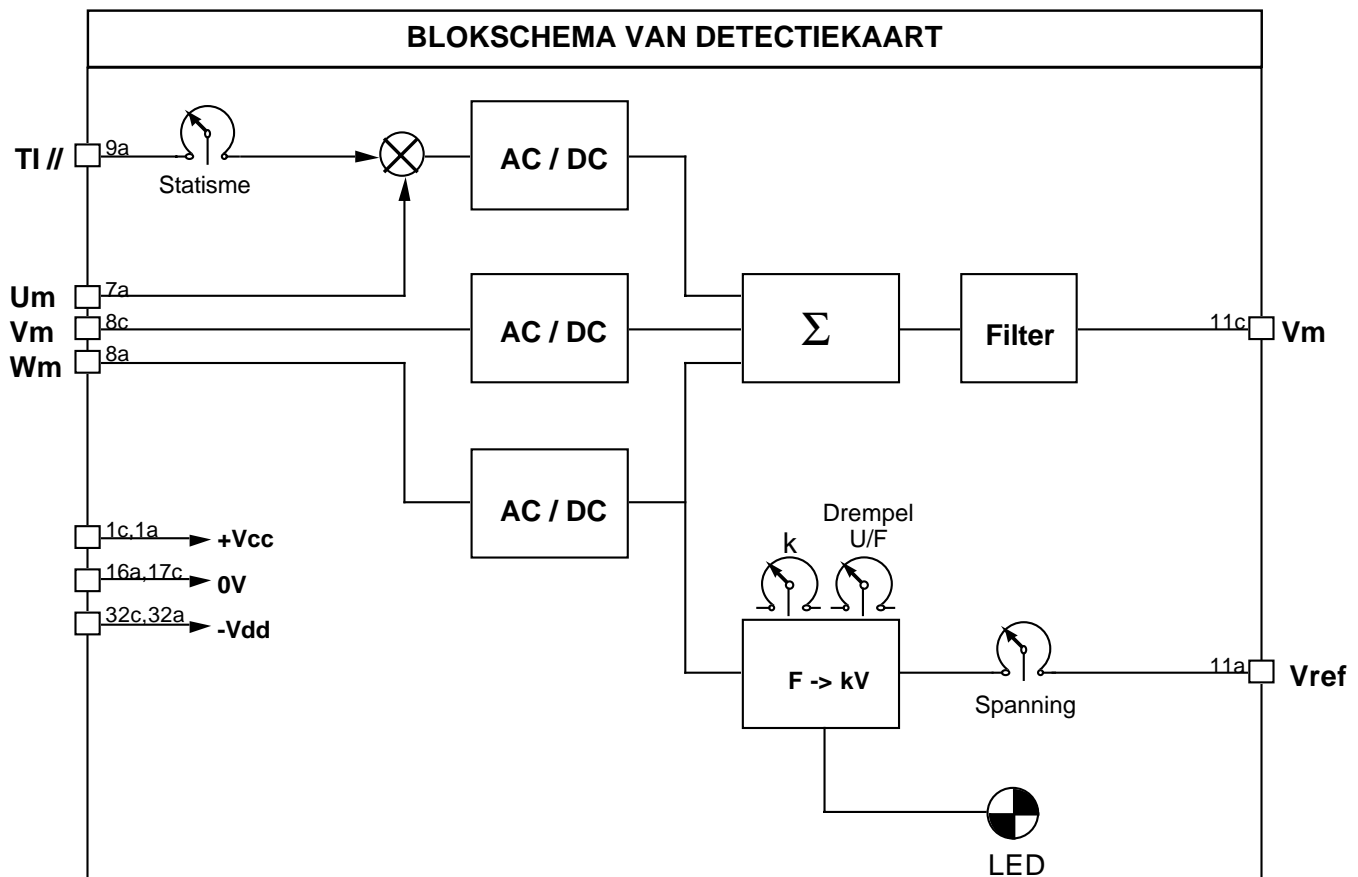 BLOKSCHEMA VAN DETECTIEKAART
TI //
9a
Statisme
AC / DC
Um
7a
Vm
8c
Wm
8a
AC / DC
Σ
Filter
11c
Vm
AC / DC
1c,1a
+Vcc
16a,17c
0V
32c,32a
-Vdd
k
Drempel
U/F
F -> kV
Spanning
11a
Vref
LED